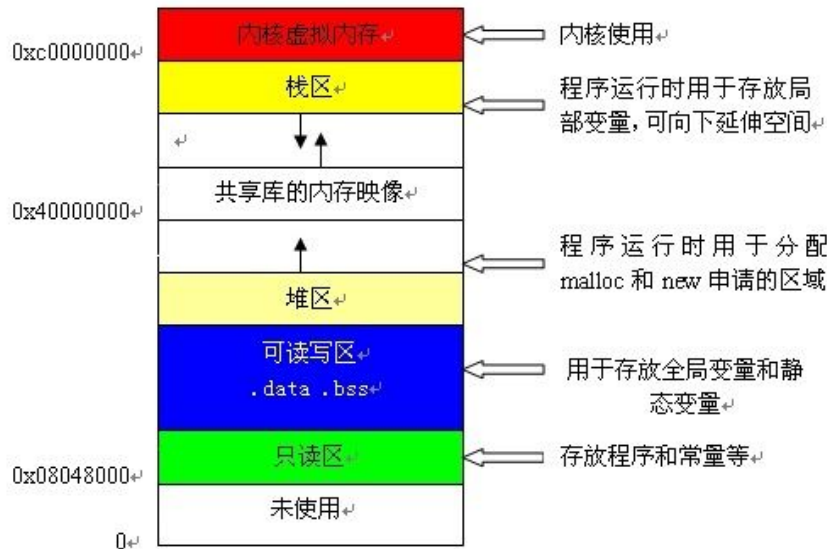 内核虚拟内存↵
内核使用↵
0xc0000000↵
栈区↵
程序运行时用于存放局
部变量,可向下延伸空间↵
↵
共享库的内存映像↵
0x40000000↵
程序运行时用于分配
malloc 和 new 申请的区域
堆区↵
可读写区↵
.data .bss↵
用于存放全局变量和静
态变量↵
只读区↵
存放程序和常量等↵
0x08048000↵
未使用↵
0↵